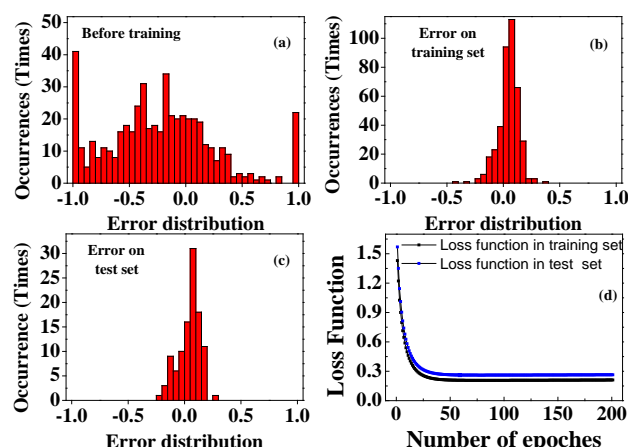 Before training
(a)
50
40
30
20
10
0
Occurrences (Times)
-1.0 -0.5 0.0 0.5 1.0
Error distribution
Error on
training set
(b)
100
80
60
40
20
0
Occurrences (Times)
-1.0 -0.5 0.0 0.5 1.0
Error distribution
Error on
test set
(c)
30
25
20
15
10
5
0
Occurrence (Times)
-1.0 -0.5 0.0 0.5 1.0
Error distribution
Loss function in training set
Loss function in test set
(d)
1.5
1.2
0.9
0.6
0.3
0.0
Loss Function
0 50 100 150 200
Number of epoches